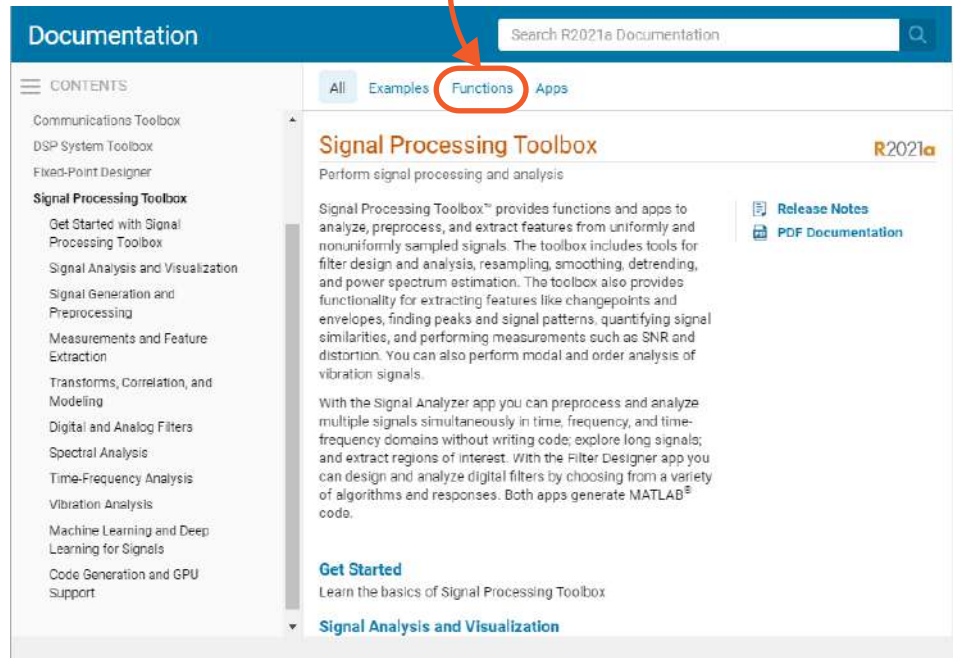 Documentation
Search R2021a Documentation
CONTENTS
All Examples Functions Apps
Communications Toolbox
DSP System Toolbox
Fixed-Point Designer
Signal Processing Toolbox
Get Started with Signal
Processing Toolbox
Signal Analysis and Visualization
Signal Generation and
Preprocessing
Measurements and Feature
Extraction
Transforms, Correlation, and
Modeling
Digital and Analog Filters
Spectral Analysis
Time-Frequency Analysis
Vibration Analysis
Machine Learning and Deep
Learning for Signals
Code Generation and GPU
Support
Signal Processing Toolbox
R2021a
Perform signal processing and analysis
Signal Processing Toolbox™ provides functions and apps to
analyze, preprocess, and extract features from uniformly and
nonuniformly sampled signals. The toolbox includes tools for
filter design and analysis, resampling, smoothing, detrending,
and power spectrum estimation. The toolbox also provides
functionality for extracting features like changepoints and
envelopes, finding peaks and signal patterns, quantifying signal
similarities, and performing measurements such as SNR and
distortion. You can also perform modal and order analysis of
vibration signals.
Release Notes
PDF Documentation
With the Signal Analyzer app you can preprocess and analyze
multiple signals simultaneously in time, frequency, and time-
frequency domains without writing code; explore long signals;
and extract regions of interest. With the Filter Designer app you
can design and analyze digital filters by choosing from a variety
of algorithms and responses. Both apps generate MATLAB®
code.
Get Started
Learn the basics of Signal Processing Toolbox
Signal Analysis and Visualization